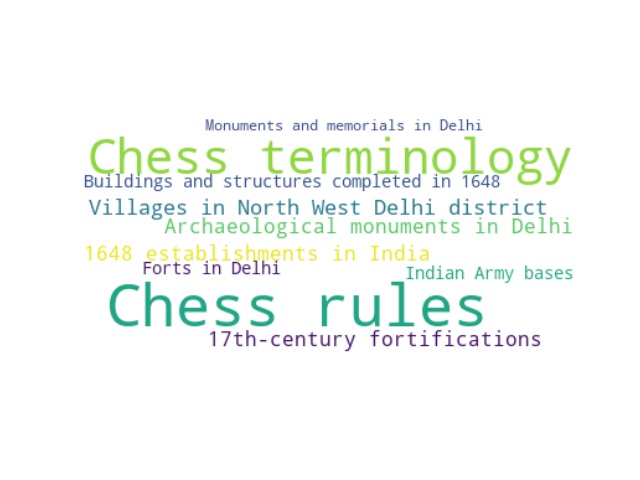 Monuments and memorials in Delhi
Chess terminology
Buildings and structures completed in 1648
Villages in North West Delhi district
Archaeological monuments in Delhi
1648 establishments in India
Forts in Delhi
Indian Army bases
Chess rules
17th-century fortifications